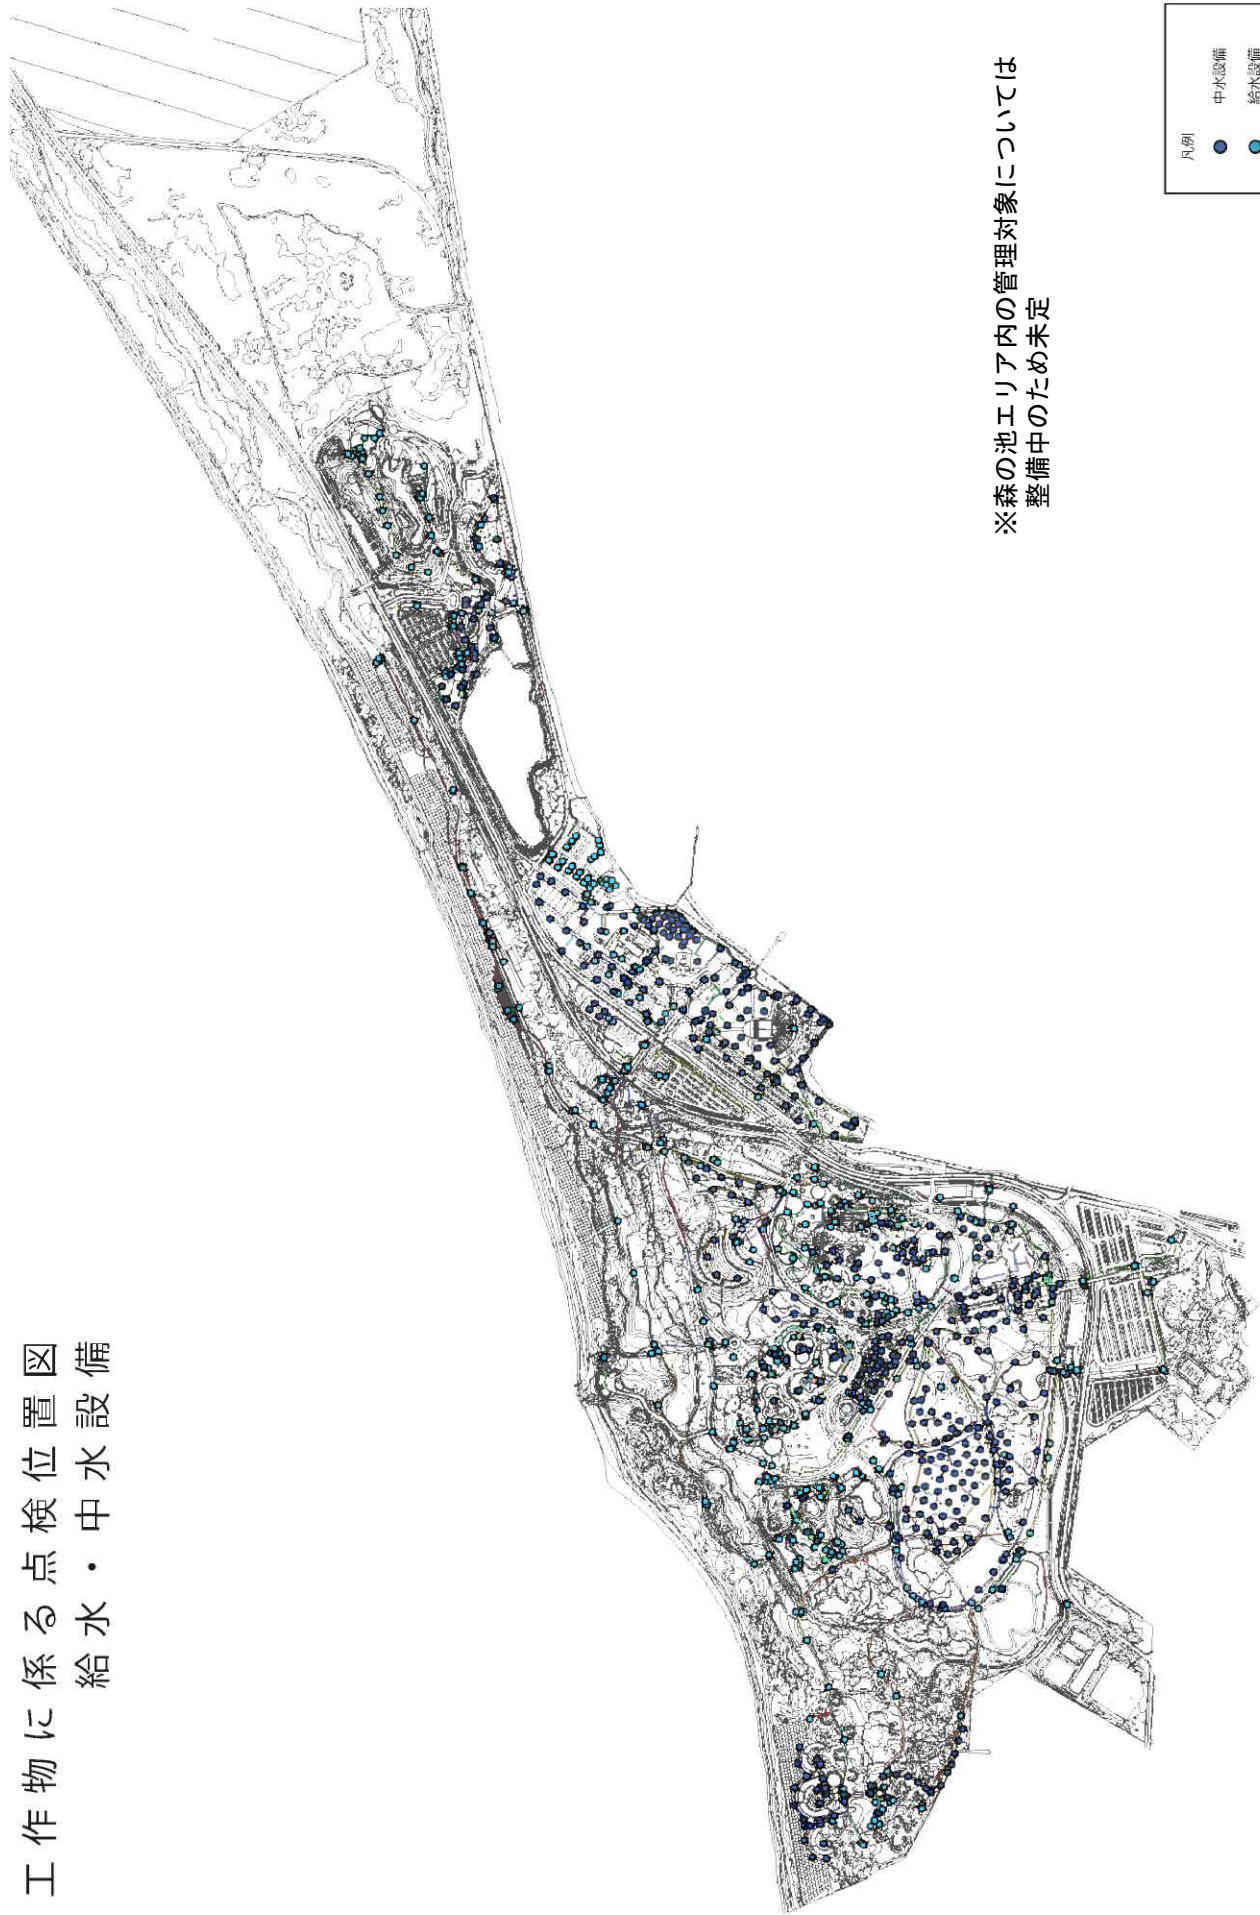 工作物に係る点検位置図
給水・中水設備
※森の池エリア内の管理対象については
整備中のため未定
凡例
中水設備
給水設備